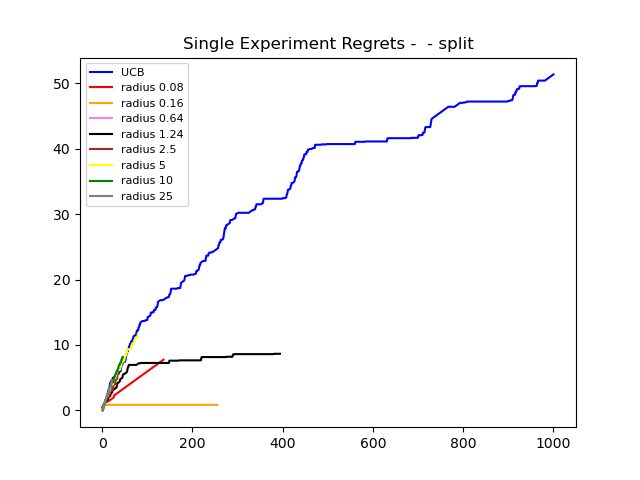 Single Experiment Regrets -  - split
50
40
30
20
10
0
UCB
radius 0.08
radius 0.16
radius 0.64
radius 1.24
radius 2.5
radius 5
radius 10
radius 25
0 200 400 600 800 1000